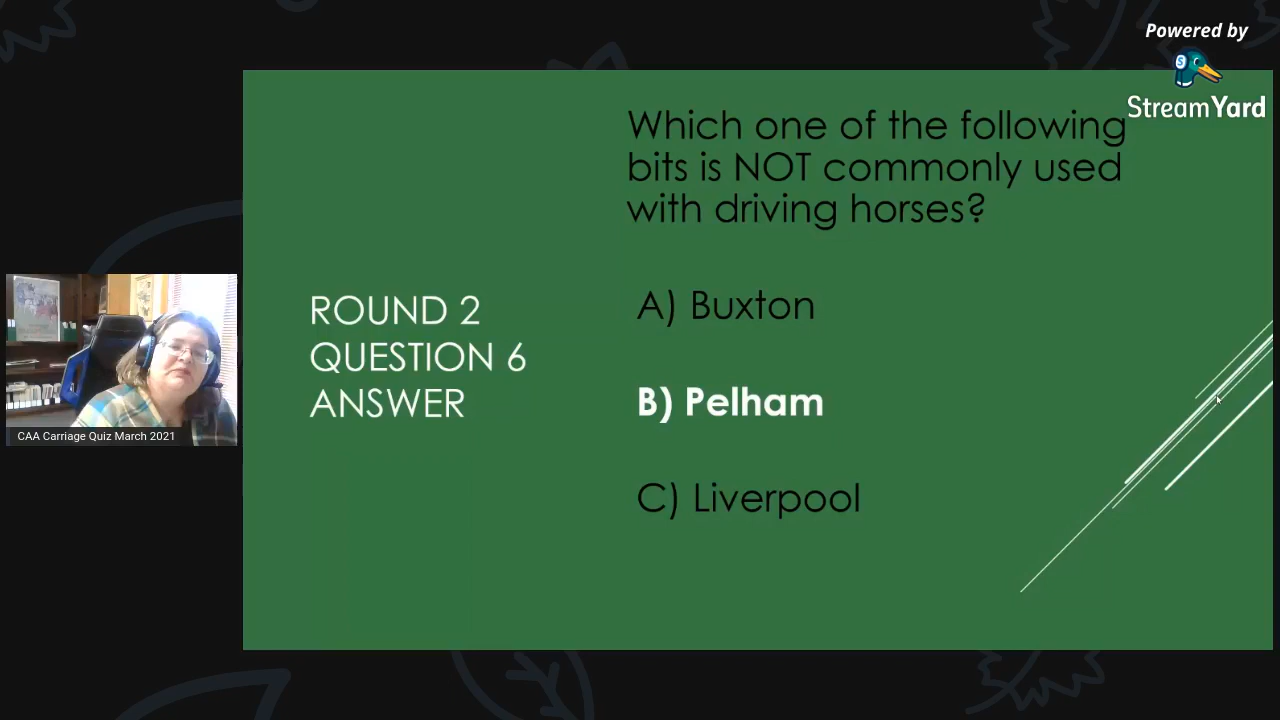 Powered by
StreamYard
Which one of the following
bits is NOT commonly used
with driving horses?
ROUND 2
QUESTION 6
ANSWER
A) Buxton
B) Pelham
C) Liverpool
CAA Carriage Quiz March 2021